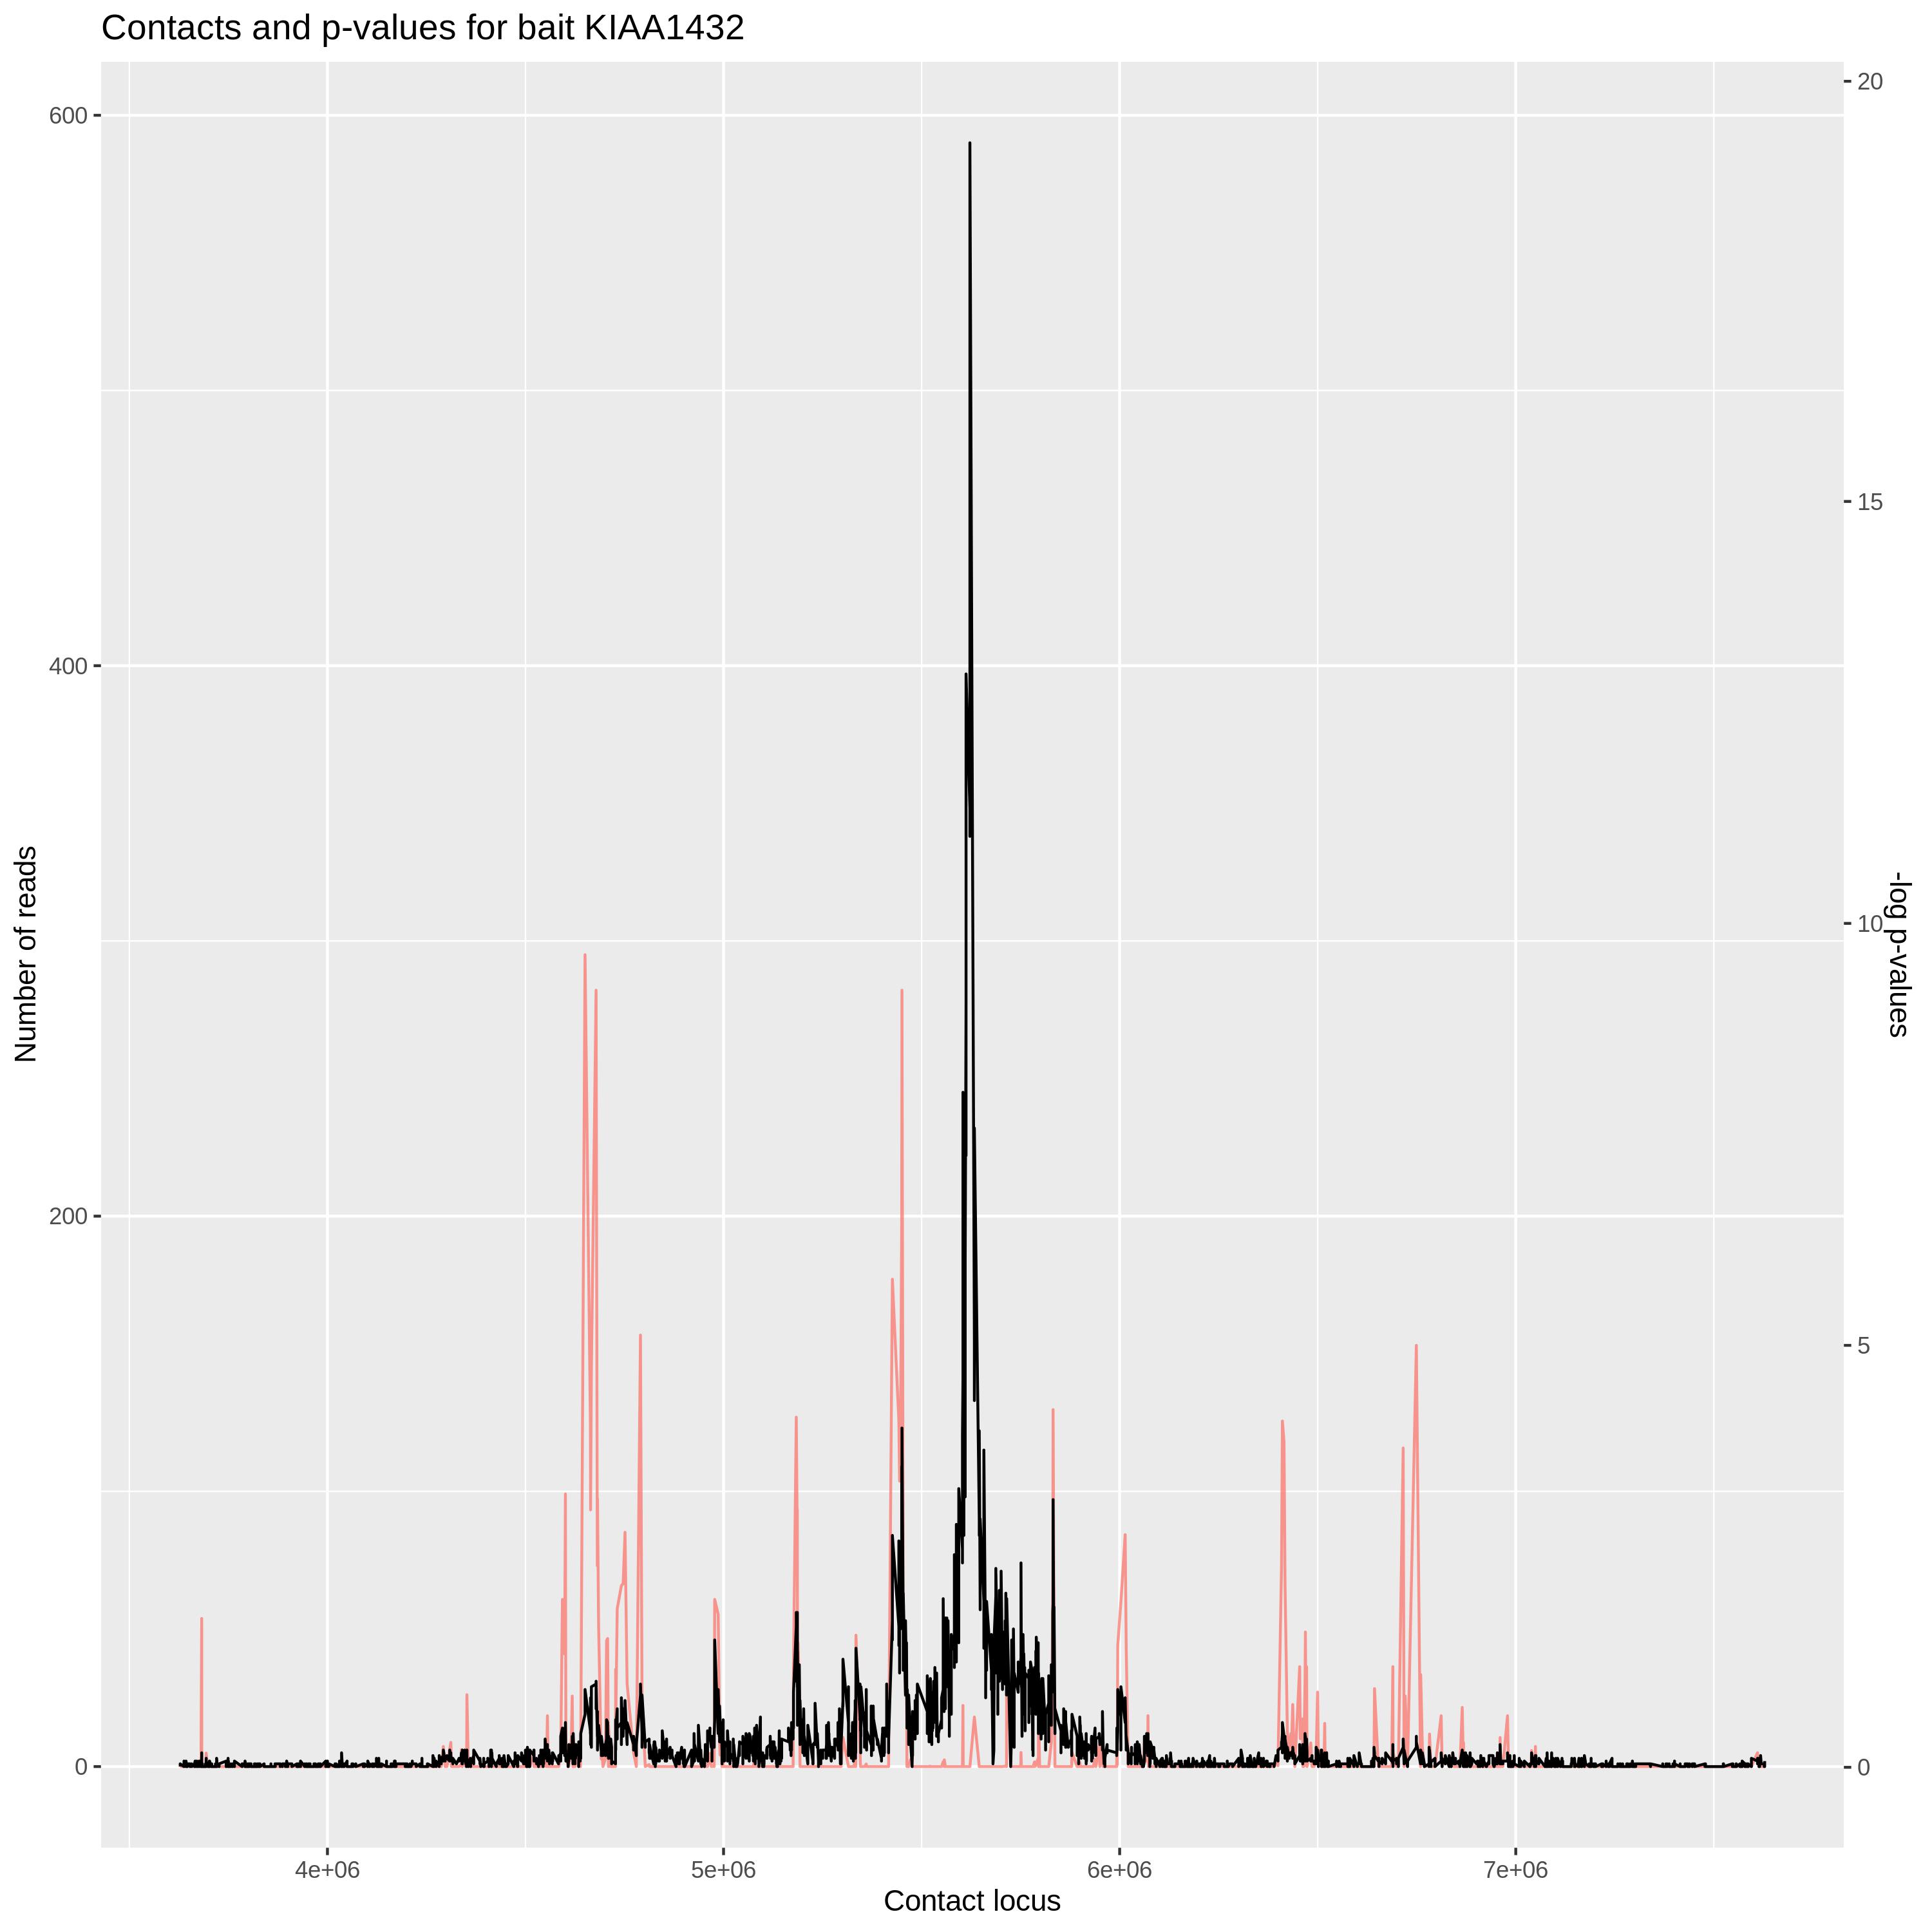 Contacts and p-values for bait KIAA1432
Number of reads
600
400
200
0
20
15
10
5
0
-log p-values
4e+06
5e+06
6e+06
7e+06
Contact locus